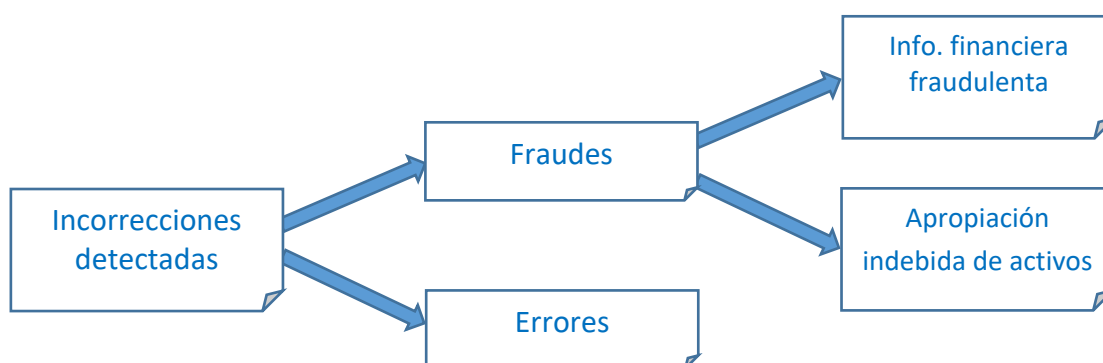 Incorrecciones
detectadas
Fraudes
Errores
Info. financiera
fraudulenta
Apropiación
indebida de activos